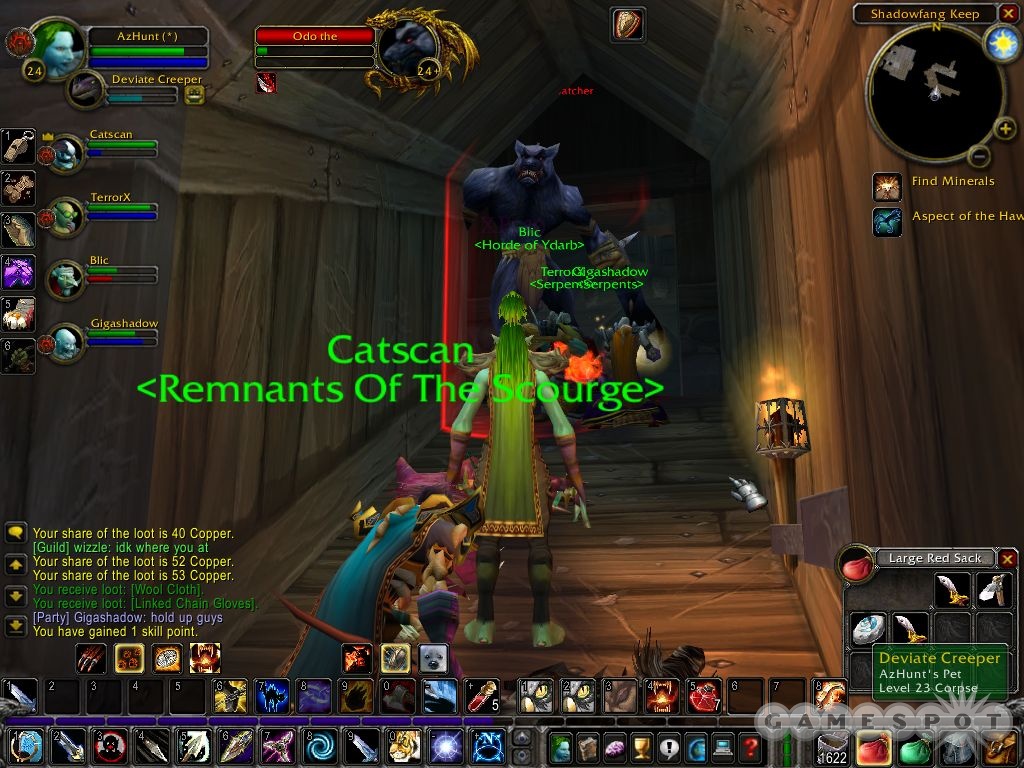 AzHunt (*)
24
Deviate Creeper
Odo the
24+
Shadowfang Keep
N
.atcher
Find Minerals
Aspect of the Haw
Catscan
TerrorX
Blic
Gigashadow
Blic
<Horde of Ydarb>
Gigashadow
Serpents>
Catscan
<Remnants Of The Scourge>
Your share of the loot is 40 Copper.
[Guild] wizzle: idk where you at
Your share of the loot is 52 Copper.
Your share of the loot is 53 Copper.
You receive loot: [Wool Cloth].
You receive loot: [Linked Chain Gloves].
[Party] Gigashadow: hold up guys
You have gained 1 skill point.
Large Red Sack
Deviate Creeper
AzHunt's Pet
Level 23 Corpse
GAMESPOT
1622